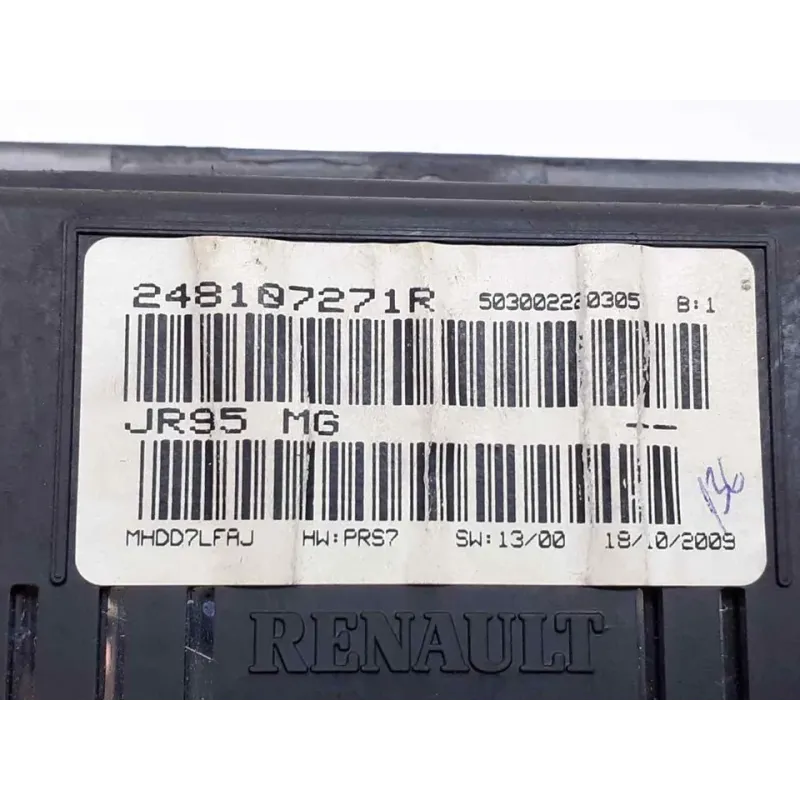 248107271R 503002220305 B:1
JR95 MG --
MHDD7LFAJ HW:PRS7 SW:13/00 18/10/2009
RENAULT